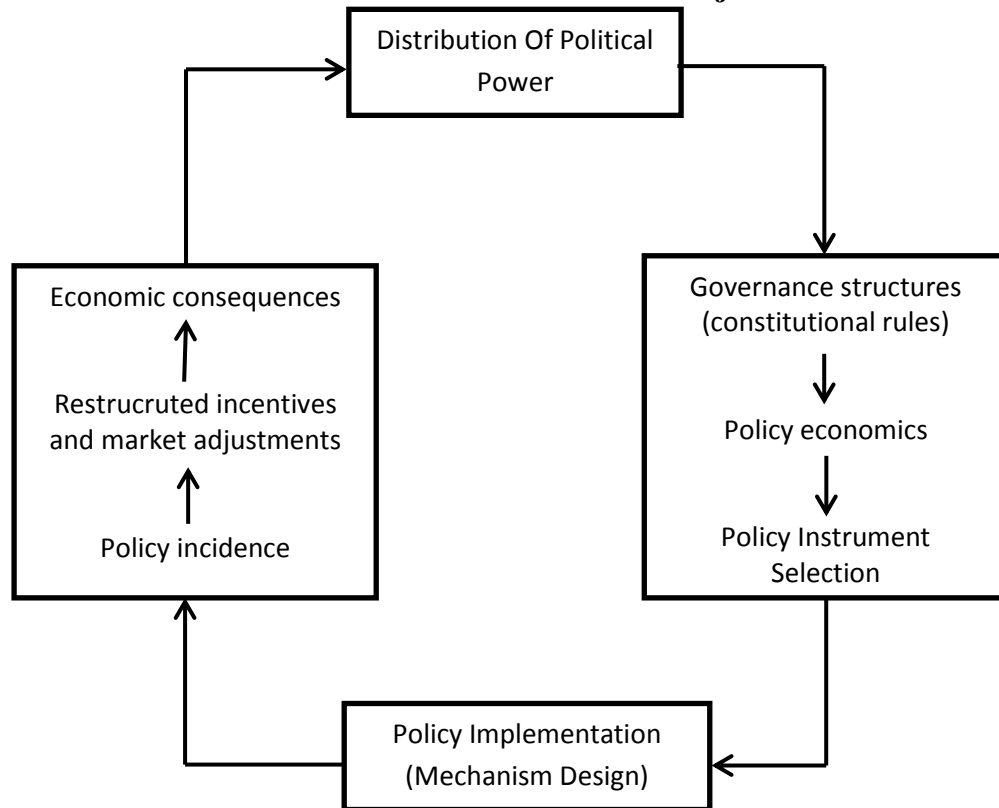 Distribution Of Political
Power
Governance structures
(constitutional rules)
Policy economics
Policy Instrument
Selection
Policy Implementation
(Mechanism Design)
Economic consequences
Restrucruted incentives
and market adjustments
Policy incidence